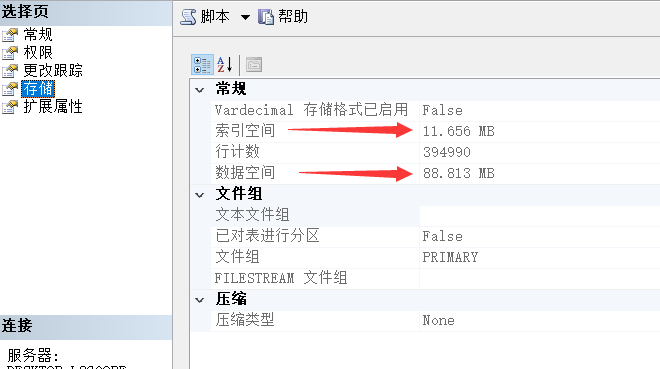 选择页
常规
权限
更改跟踪
存储
扩展属性
连接
服务器:
脚本 帮助
常规
Vardecimal 存储格式已启用 False
索引空间 11.656 MB
行计数 394990
数据空间 88.813 MB
文件组
文本文件组
已对表进行分区 False
文件组 PRIMARY
FILESTREAM 文件组
压缩
压缩类型 None